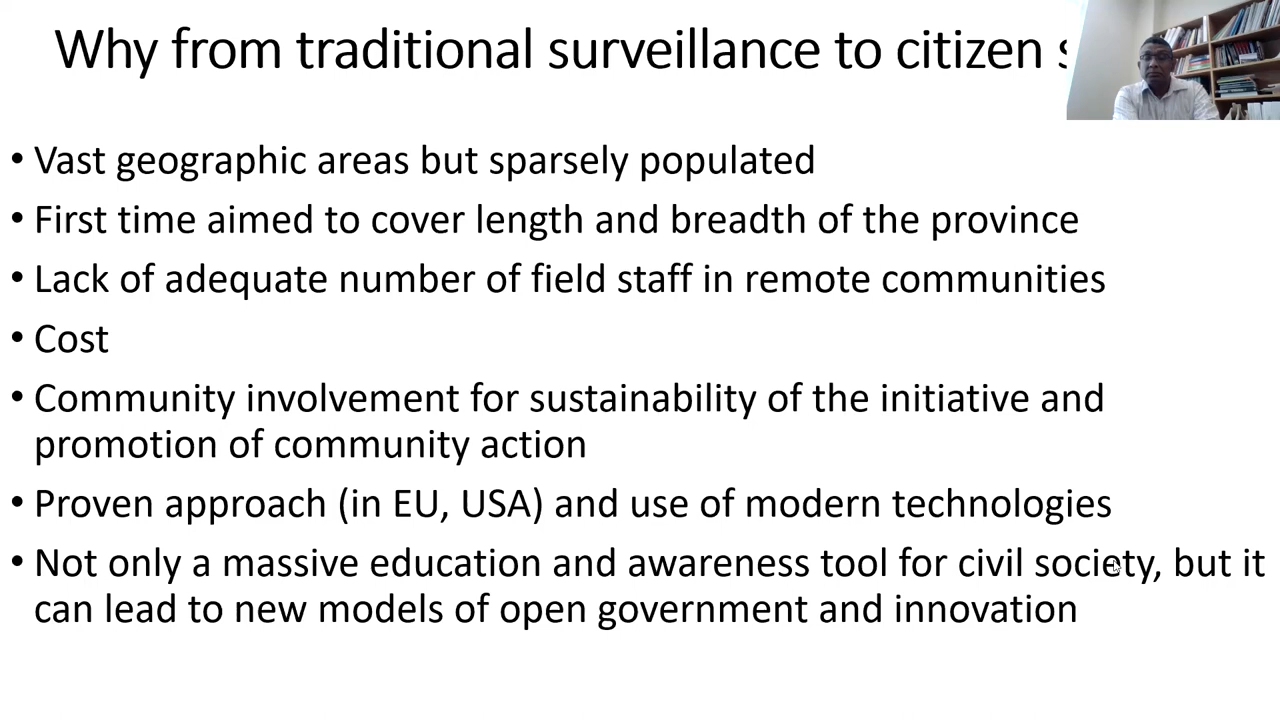 Why from traditional surveillance to citizen
• Vast geographic areas but sparsely populated
• First time aimed to cover length and breadth of the province
• Lack of adequate number of field staff in remote communities
• Cost
• Community involvement for sustainability of the initiative and
promotion of community action
• Proven approach (in EU, USA) and use of modern technologies
• Not only a massive education and awareness tool for civil society, but it
can lead to new models of open government and innovation